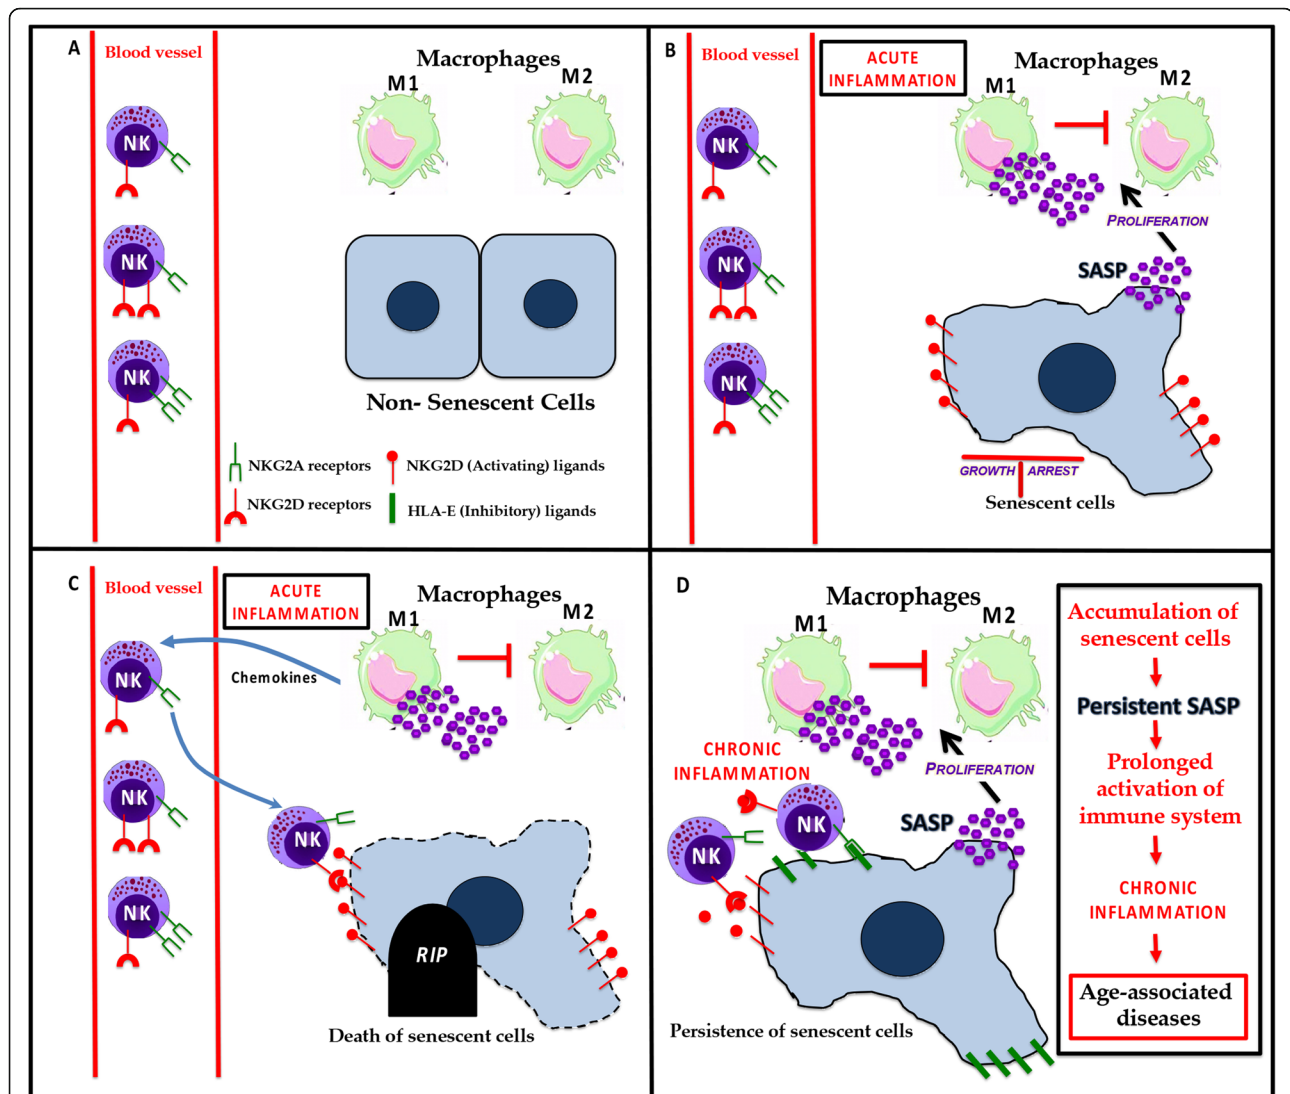 A
Blood vessel
Macrophages
M1
M2
NK
NK
NK
Non- Senescent Cells
NKG2A receptors
NKG2D (Activating) ligands
NKG2D receptors
HLA-E (Inhibitory) ligands
B
Blood vessel
ACUTE
INFLAMMATION
Macrophages
M1
M2
NK
NK
NK
PROLIFERATION
SASP
GROWTH ARREST
Senescent cells
C
Blood vessel
ACUTE
INFLAMMATION
Macrophages
M1
M2
Chemokines
NK
NK
NK
NK
RIP
Death of senescent cells
D
Macrophages
M1
M2
CHRONIC
INFLAMMATION
PROLIFERATION
SASP
NK
NK
Persistence of senescent cells
Accumulation of
senescent cells
Persistent SASP
Prolonged
activation of
immune system
CHRONIC
INFLAMMATION
Age-associated
diseases